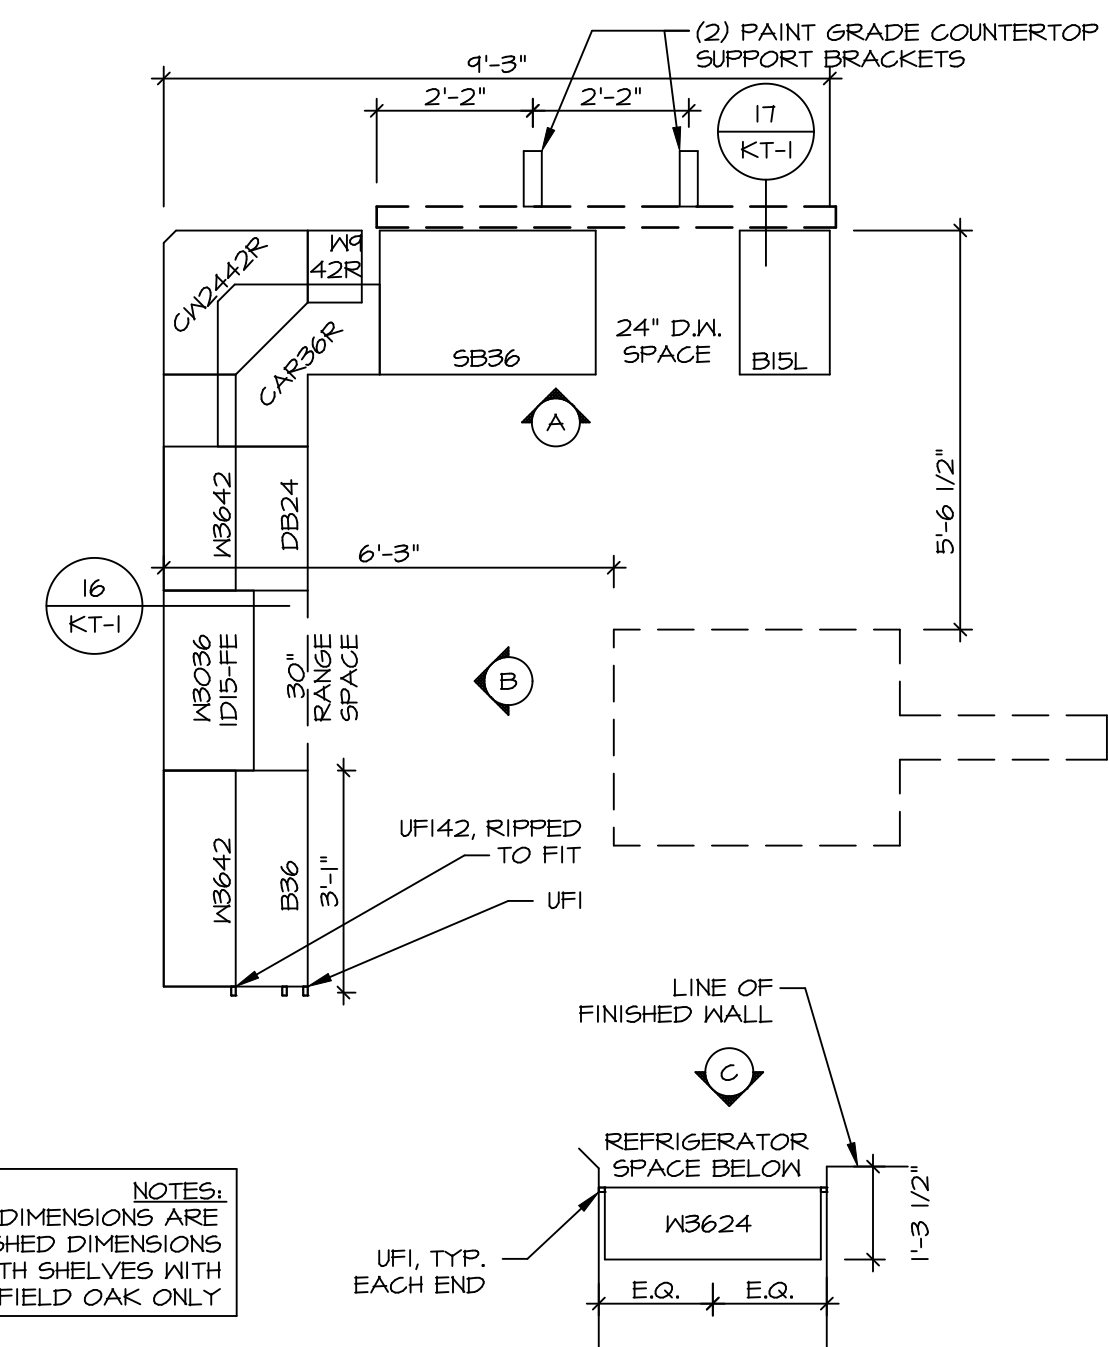 (2) PAINT GRADE COUNTERTOP
SUPPORT BRACKETS
9'-3"
2'-2"
2'-2"
17
KT-1
CW2442R
W9
42R
CAR36R
SB36
24" D.W.
SPACE
B15L
A
5'-6 1/2"
W3642
DB24
6'-3"
16
KT-1
W3036
1D15-FE
30"
RANGE
SPACE
B
W3642
B36
3'-1"
UF142, RIPPED
TO FIT
UF1
LINE OF
FINISHED WALL
C
REFRIGERATOR
SPACE BELOW
W3624
1'-3 1/2"
UF1, TYP.
EACH END
E.Q.
E.Q.
NOTES:
DIMENSIONS ARE
SHED DIMENSIONS
TH SHELVES WITH
FIELD OAK ONLY